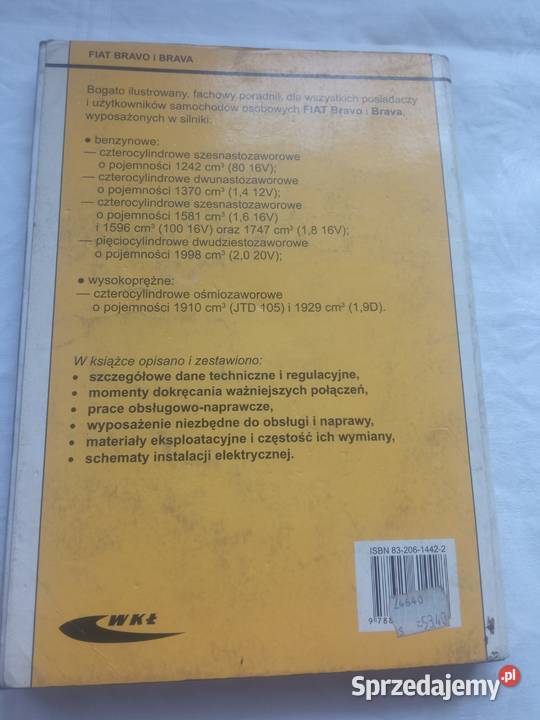 FIAT BRAVO i BRAVA
Bogato ilustrowany, fachowy poradnik dla wszystkich posiadaczy
i użytkowników samochodów osobowych FIAT Bravo i Brava,
wyposażonych w silniki:
● benzynowe:
— czterocylindrowe szesnastozaworowe
o pojemności 1242 cm³ (80 16V);
— czterocylindrowe dwunastozaworowe
o pojemności 1370 cm³ (1,4 12V);
— czterocylindrowe szesnastozaworowe
o pojemności 1581 cm³ (1,6 16V)
i 1596 cm³ (100 16V) oraz 1747 cm³ (1,8 16V);
— pięciocylindrowe dwudziestozaworowe
o pojemności 1998 cm³ (2,0 20V);
● wysokoprężne:
— czterocylindrowe ośmiozaworowe
o pojemności 1910 cm³ (JTD 105) i 1929 cm³ (1,9D).
W książce opisano i zestawiono:
● szczegółowe dane techniczne i regulacyjne,
● momenty dokręcania ważniejszych połączeń,
● prace obsługowo-naprawcze,
● wyposażenie niezbędne do obsługi i naprawy,
● materiały eksploatacyjne i częstość ich wymiany,
● schematy instalacji elektrycznej.
ISBN 83-206-1442-2
24640
9 788
WKŁ
Sprzedajemy.pl